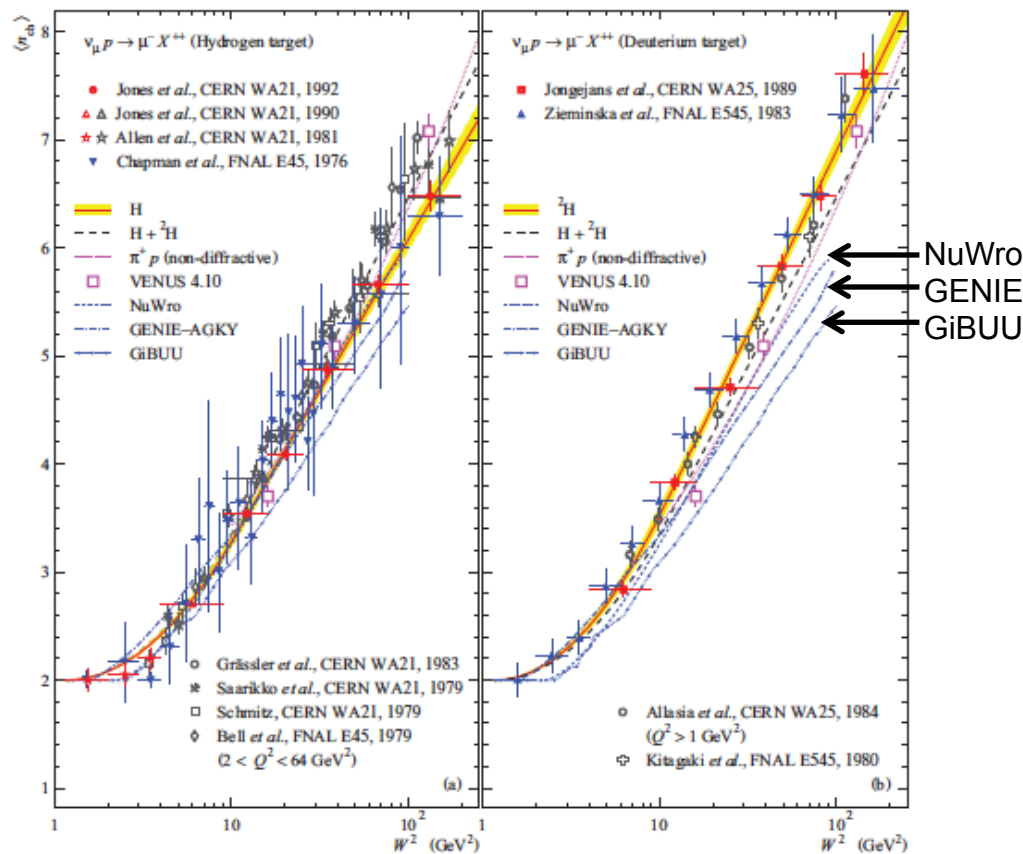 ⟨n_ch⟩
8
7
6
5
4
3
2
1
ν_μ p → μ⁻ X⁺⁺ (Hydrogen target)
Jones et al., CERN WA21, 1992
Jones et al., CERN WA21, 1990
Allen et al., CERN WA21, 1981
Chapman et al., FNAL E45, 1976
H
H + ²H
π⁺ p (non-diffractive)
VENUS 4.10
NuWro
GENIE–AGKY
GiBUU
Grässler et al., CERN WA21, 1983
Saarikko et al., CERN WA21, 1979
Schmitz, CERN WA21, 1979
Bell et al., FNAL E45, 1979
(2 < Q² < 64 GeV²)
(a)
1 10 10²
W² (GeV²)
ν_μ p → μ⁻ X⁺⁺ (Deuterium target)
Jongejans et al., CERN WA25, 1989
Zieminska et al., FNAL E545, 1983
²H
H + ²H
π⁺ p (non-diffractive)
VENUS 4.10
NuWro
GENIE–AGKY
GiBUU
Allasia et al., CERN WA25, 1984
(Q² > 1 GeV²)
Kitagaki et al., FNAL E545, 1980
(b)
1 10 10²
W² (GeV²)
NuWro
GENIE
GiBUU